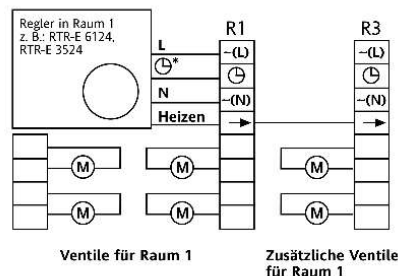 Regler in Raum 1
z. B.: RTR-E 6124,
RTR-E 3524
L
*
N
Heizen
R1
~(L)
~(N)
R3
~(L)
~(N)
M M M
M M M
Ventile für Raum 1
Zusätzliche Ventile
für Raum 1